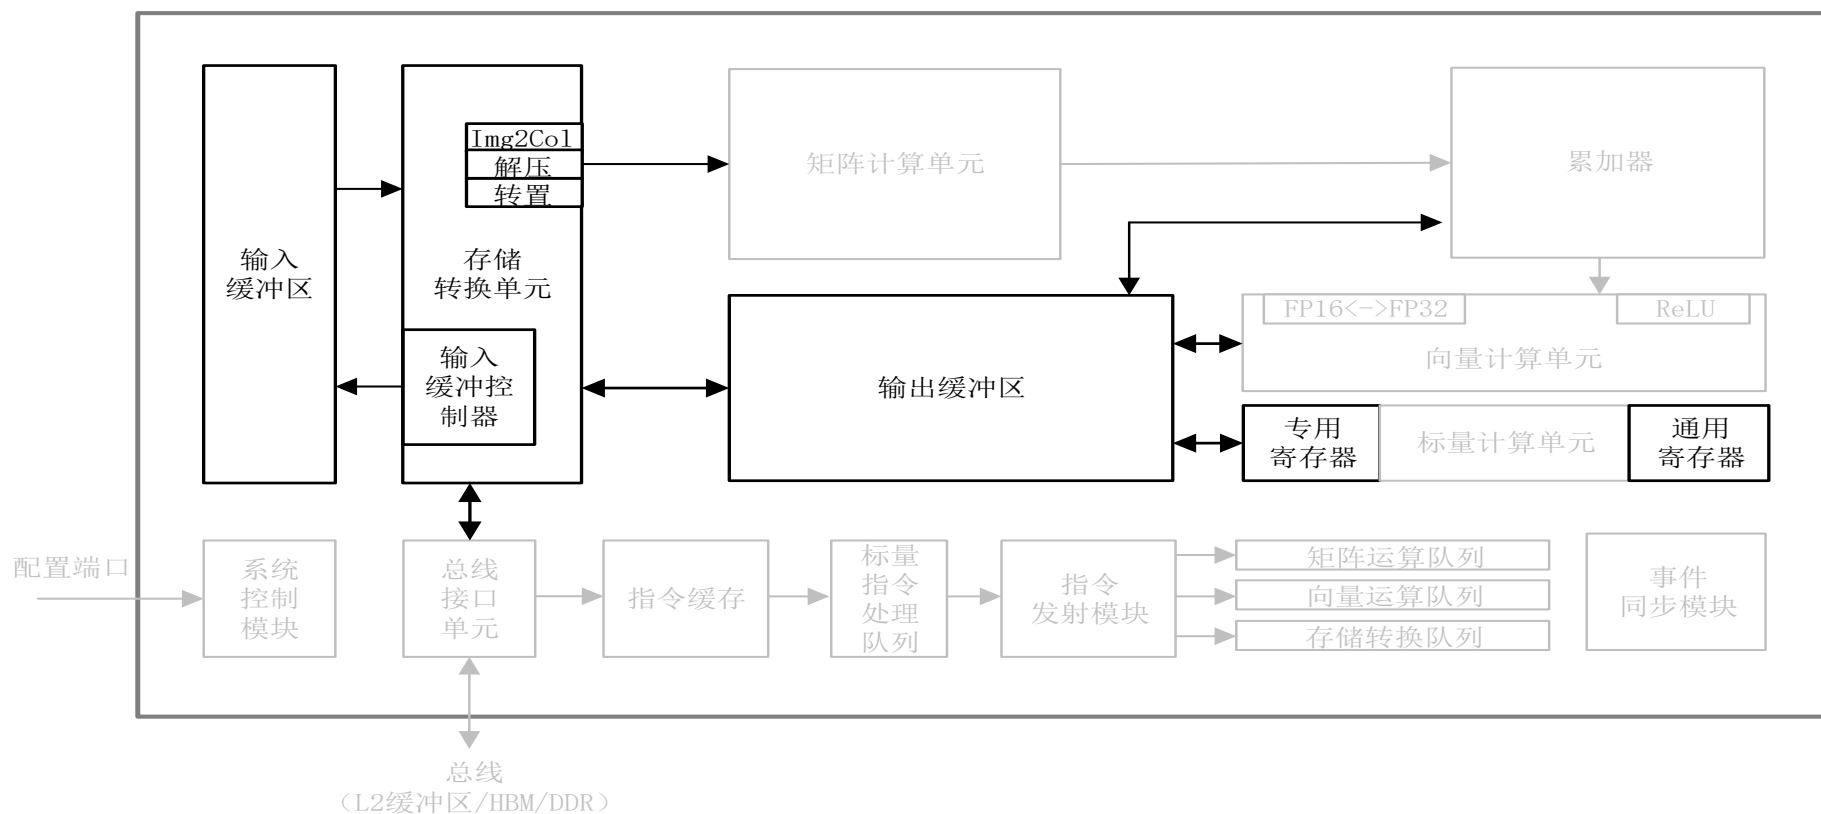 Img2Col
解压
转置
输入
缓冲区
存储
转换单元
输入
缓冲控
制器
矩阵计算单元
累加器
输出缓冲区
FP16<->FP32
ReLU
向量计算单元
专用
寄存器
标量计算单元
通用
寄存器
配置端口
系统
控制
模块
总线
接口
单元
指令缓存
标量
指令
处理
队列
指令
发射模块
矩阵运算队列
向量运算队列
存储转换队列
事件
同步模块
总线
（L2缓冲区/HBM/DDR）